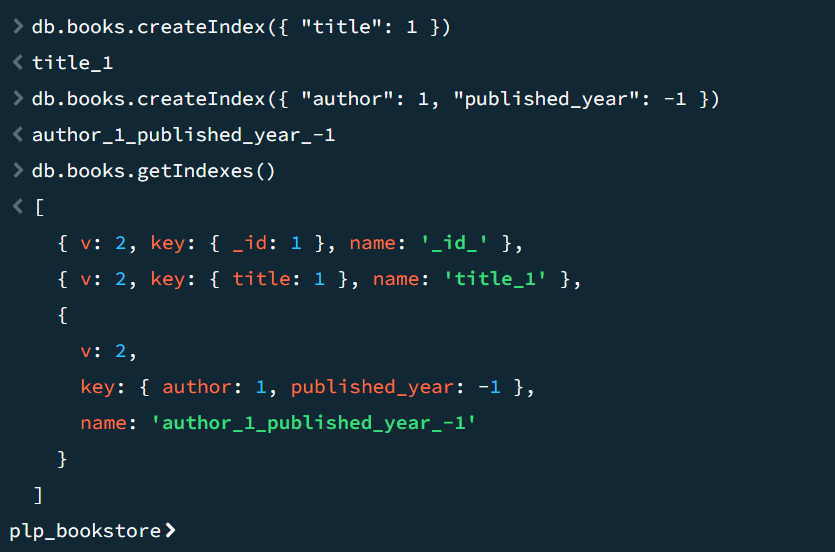 > db.books.createIndex({ "title": 1 })
< title_1
> db.books.createIndex({ "author": 1, "published_year": -1 })
< author_1_published_year_-1
> db.books.getIndexes()
< [
    { v: 2, key: { _id: 1 }, name: '_id_' },
    { v: 2, key: { title: 1 }, name: 'title_1' },
    {
      v: 2,
      key: { author: 1, published_year: -1 },
      name: 'author_1_published_year_-1'
    }
  ]
plp_bookstore>